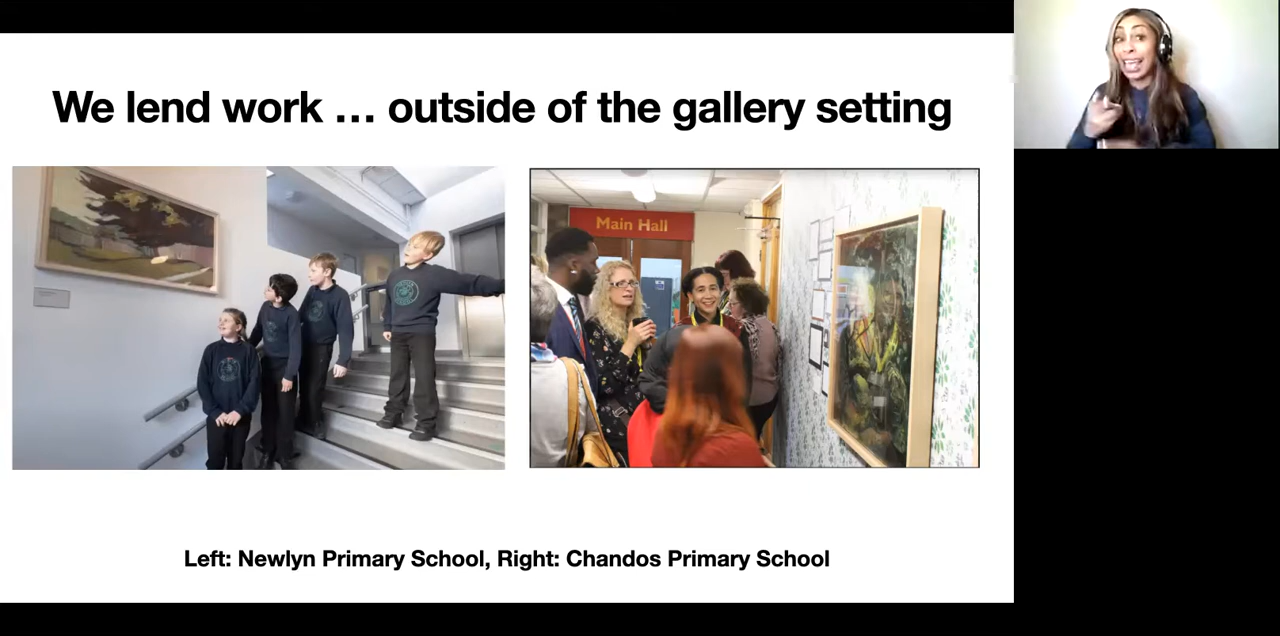 We lend work … outside of the gallery setting
Main Hall
Left: Newlyn Primary School, Right: Chandos Primary School